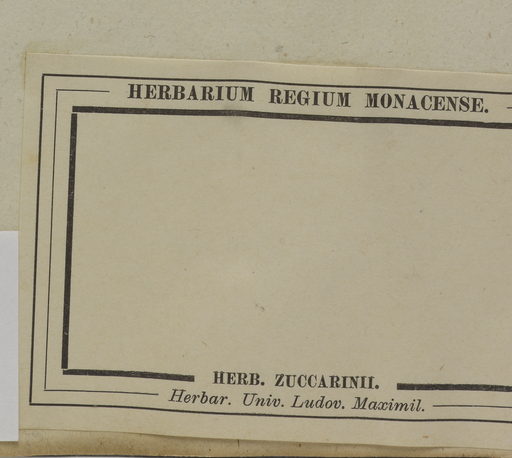 HERBARIUM REGIUM MONACENSE.
HERB. ZUCCARINII.
Herbar. Univ. Ludov. Maximil.